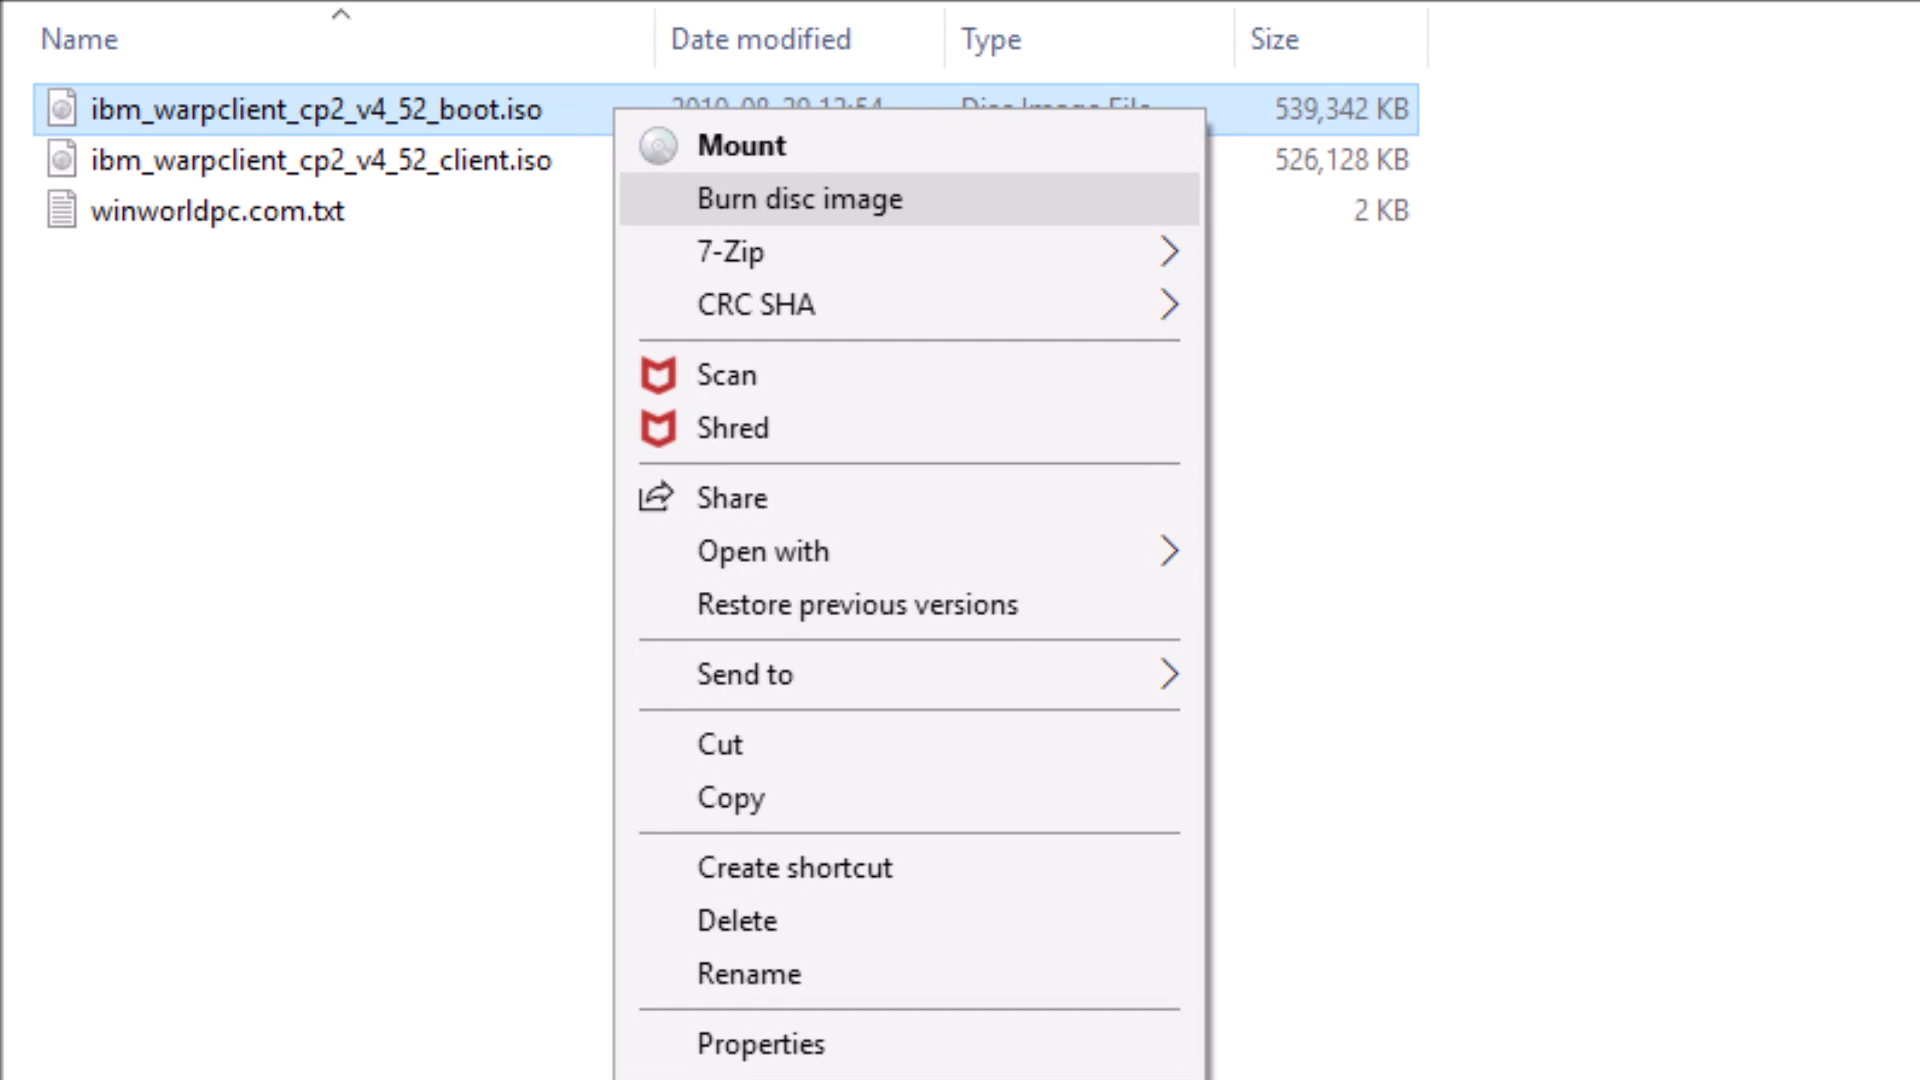 Name Date modified Type Size
ibm_warpclient_cp2_v4_52_boot.iso 539,342 KB
ibm_warpclient_cp2_v4_52_client.iso 526,128 KB
winworldpc.com.txt 2 KB
Mount
Burn disc image
7-Zip
CRC SHA
Scan
Shred
Share
Open with
Restore previous versions
Send to
Cut
Copy
Create shortcut
Delete
Rename
Properties